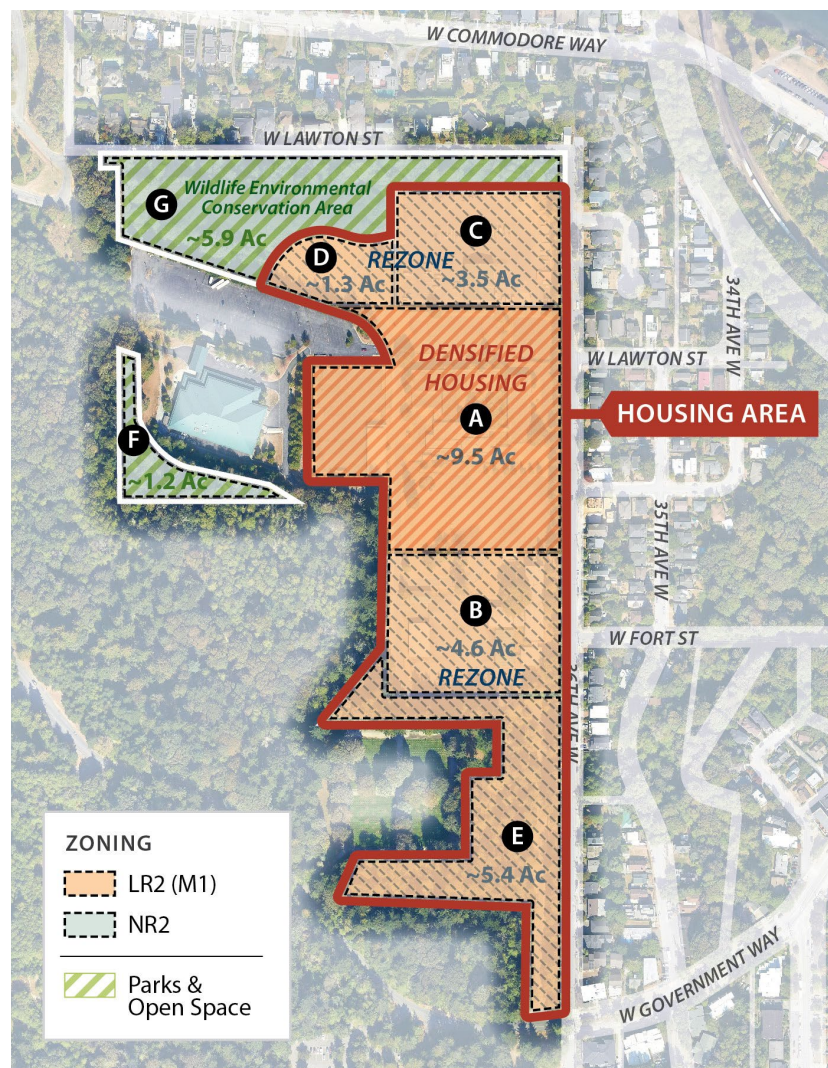 W COMMODORE WAY
W LAWTON ST
G
Wildlife Environmental
Conservation Area
~5.9 Ac
C
D
REZONE
~1.3 Ac
~3.5 Ac
34TH AVE W
DENSIFIED
HOUSING
W LAWTON ST
A
HOUSING AREA
~9.5 Ac
F
~1.2 Ac
35TH AVE W
B
~4.6 Ac
W FORT ST
REZONE
36TH AVE W
E
~5.4 Ac
ZONING
LR2 (M1)
NR2
Parks &
Open Space
W GOVERNMENT WAY